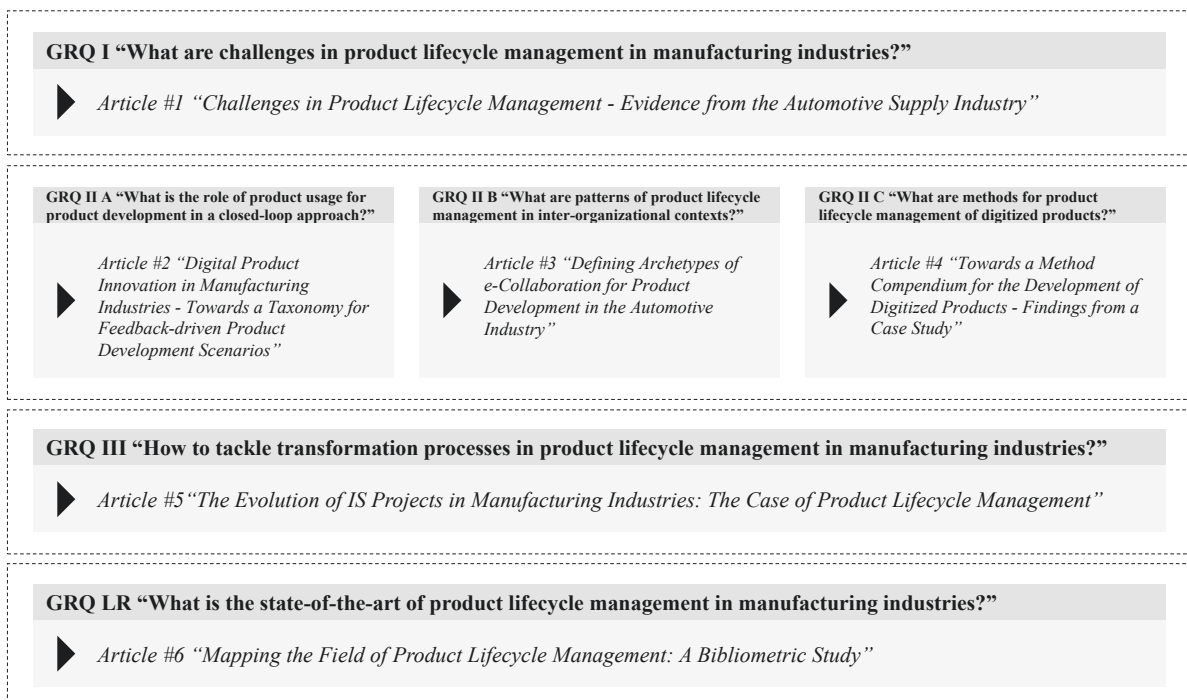 GRQ I “What are challenges in product lifecycle management in manufacturing industries?”
Article #1 “Challenges in Product Lifecycle Management - Evidence from the Automotive Supply Industry”
GRQ II A “What is the role of product usage for
product development in a closed-loop approach?”
Article #2 “Digital Product
Innovation in Manufacturing
Industries - Towards a Taxonomy for
Feedback-driven Product
Development Scenarios”
GRQ II B “What are patterns of product lifecycle
management in inter-organizational contexts?”
Article #3 “Defining Archetypes of
e-Collaboration for Product
Development in the Automotive
Industry”
GRQ II C “What are methods for product
lifecycle management of digitized products?”
Article #4 “Towards a Method
Compendium for the Development of
Digitized Products - Findings from a
Case Study”
GRQ III “How to tackle transformation processes in product lifecycle management in manufacturing industries?”
Article #5“The Evolution of IS Projects in Manufacturing Industries: The Case of Product Lifecycle Management”
GRQ LR “What is the state-of-the-art of product lifecycle management in manufacturing industries?”
Article #6 “Mapping the Field of Product Lifecycle Management: A Bibliometric Study”